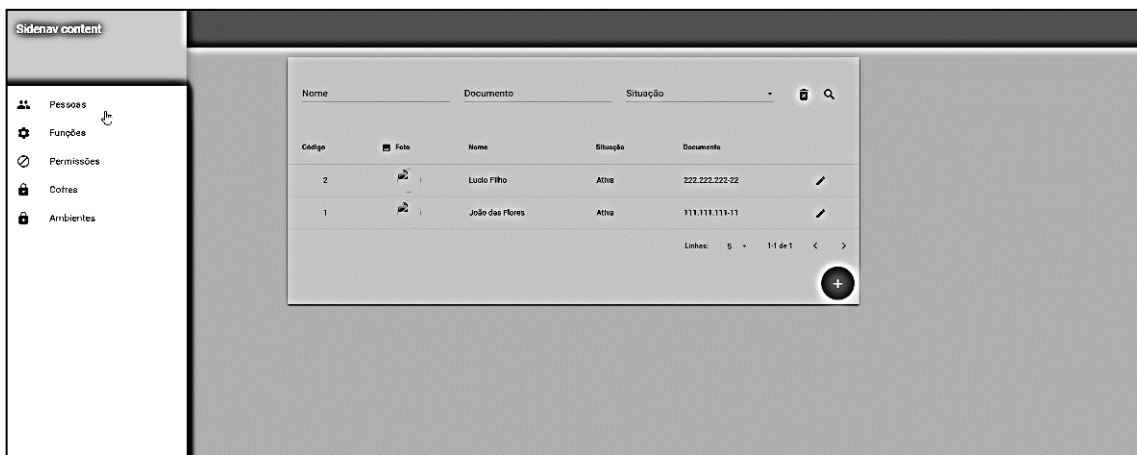 Sidenav content
Pessoas
Funções
Permissões
Cofres
Ambientes
Nome Documento Situação
Código Foto Nome Situação Documento
2 Lucio Filho Ativa 222.222.222-22
1 João das Flores Ativa 111.111.111-11
Linhas: 5 1-1 de 1